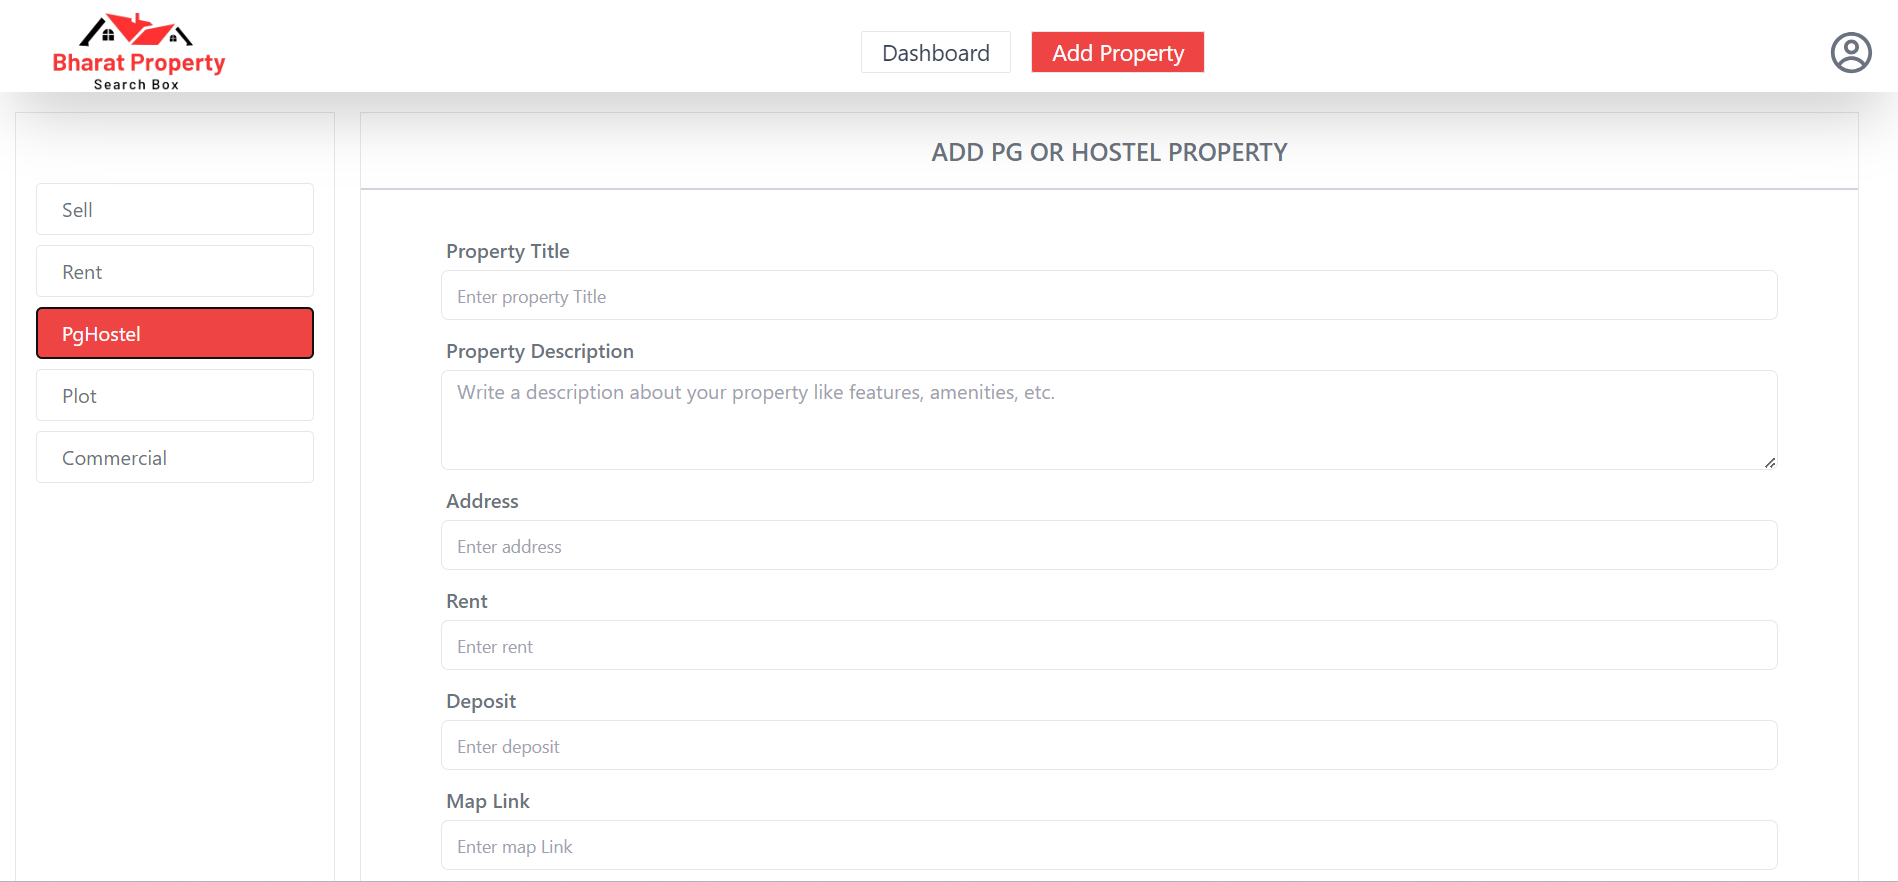 Bharat Property
Search Box
Dashboard
Add Property
Sell
Rent
PgHostel
Plot
Commercial
ADD PG OR HOSTEL PROPERTY
Property Title
Enter property Title
Property Description
Write a description about your property like features, amenities, etc.
Address
Enter address
Rent
Enter rent
Deposit
Enter deposit
Map Link
Enter map Link